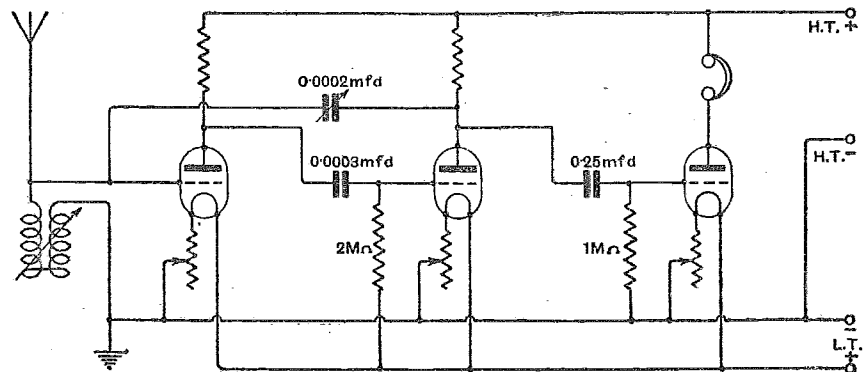 H.T. +
0·0002mfd
0·0003mfd
0·25mfd
H.T. -
2MΩ
1MΩ
-
L.T.
+